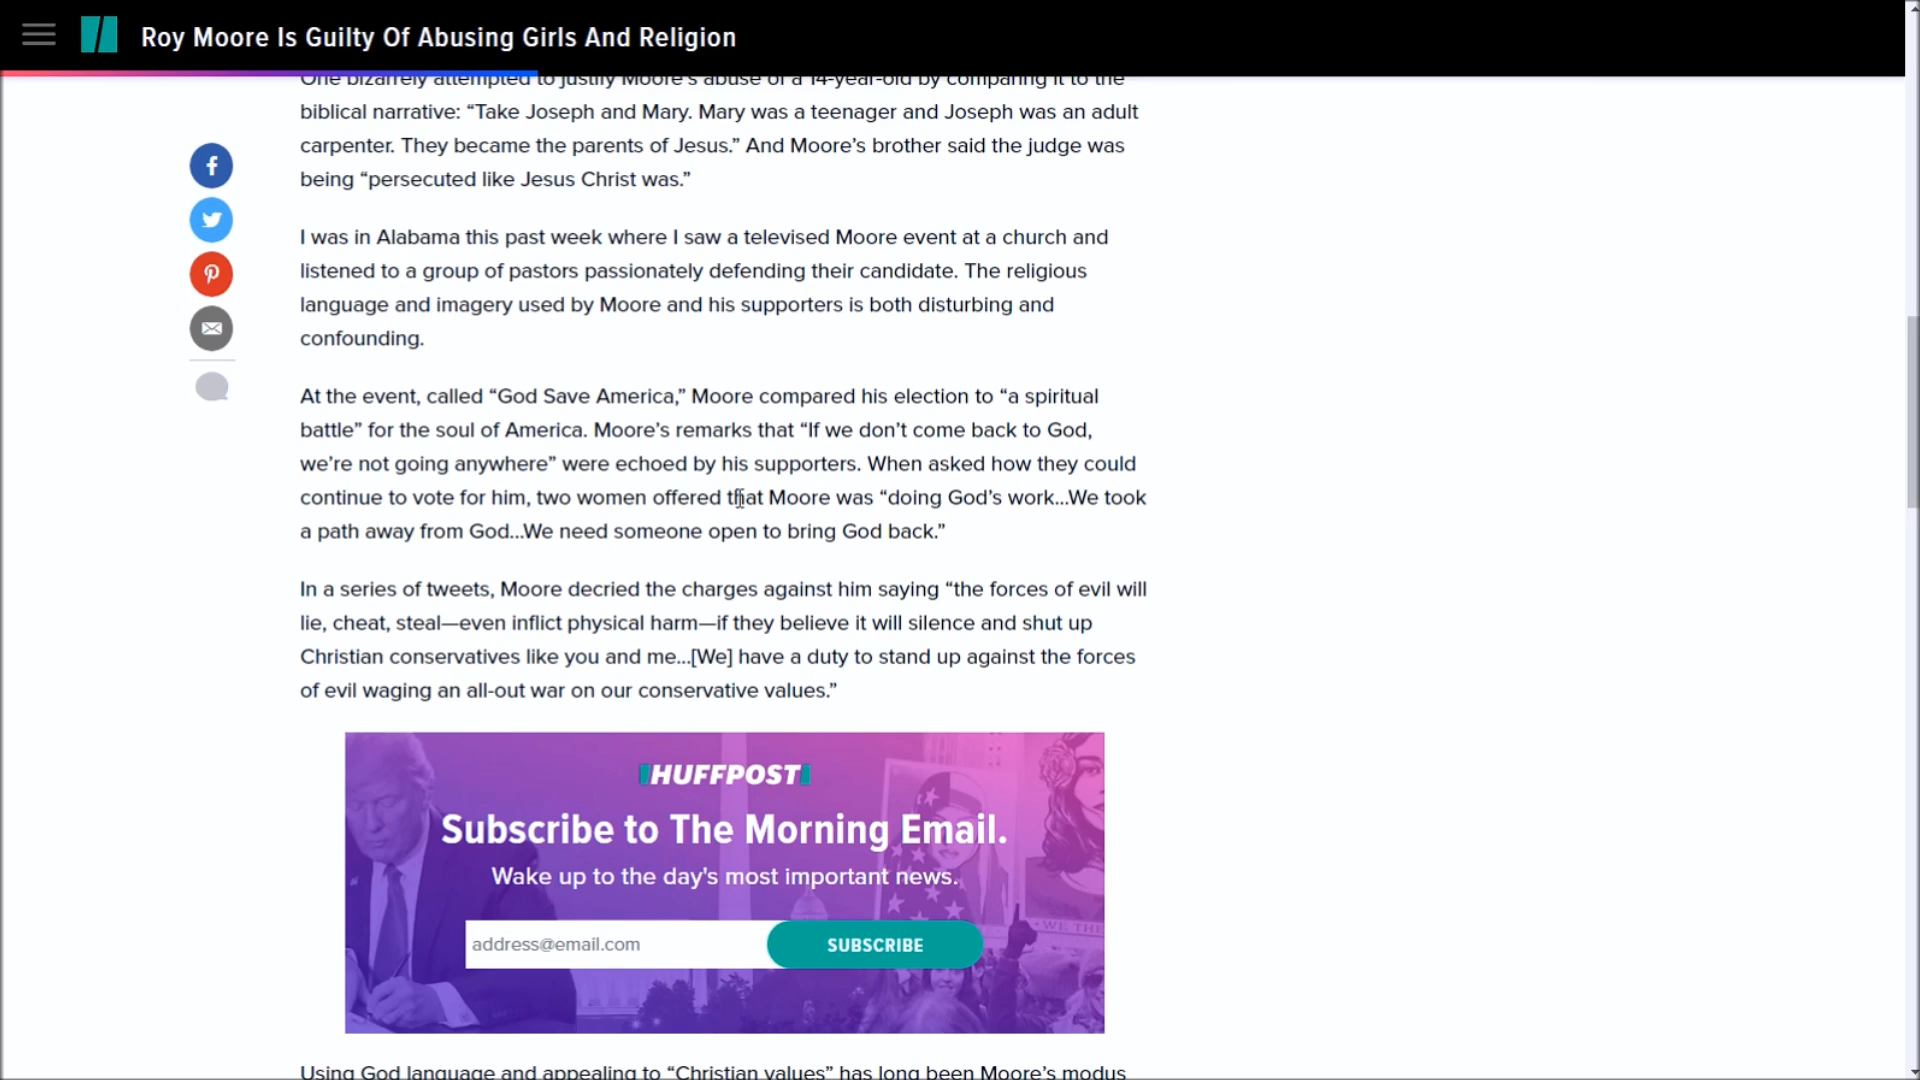 Roy Moore Is Guilty Of Abusing Girls And Religion
One bizarrely attempted to justify Moore’s abuse of a 14-year-old by comparing it to the
biblical narrative: “Take Joseph and Mary. Mary was a teenager and Joseph was an adult
carpenter. They became the parents of Jesus.” And Moore’s brother said the judge was
being “persecuted like Jesus Christ was.”
I was in Alabama this past week where I saw a televised Moore event at a church and
listened to a group of pastors passionately defending their candidate. The religious
language and imagery used by Moore and his supporters is both disturbing and
confounding.
At the event, called “God Save America,” Moore compared his election to “a spiritual
battle” for the soul of America. Moore’s remarks that “If we don’t come back to God,
we’re not going anywhere” were echoed by his supporters. When asked how they could
continue to vote for him, two women offered that Moore was “doing God’s work...We took
a path away from God...We need someone open to bring God back.”
In a series of tweets, Moore decried the charges against him saying “the forces of evil will
lie, cheat, steal—even inflict physical harm—if they believe it will silence and shut up
Christian conservatives like you and me...[We] have a duty to stand up against the forces
of evil waging an all-out war on our conservative values.”
HUFFPOST
Subscribe to The Morning Email.
Wake up to the day's most important news.
WE THE
address@email.com
SUBSCRIBE
Using God language and appealing to “Christian values” has long been Moore’s modus